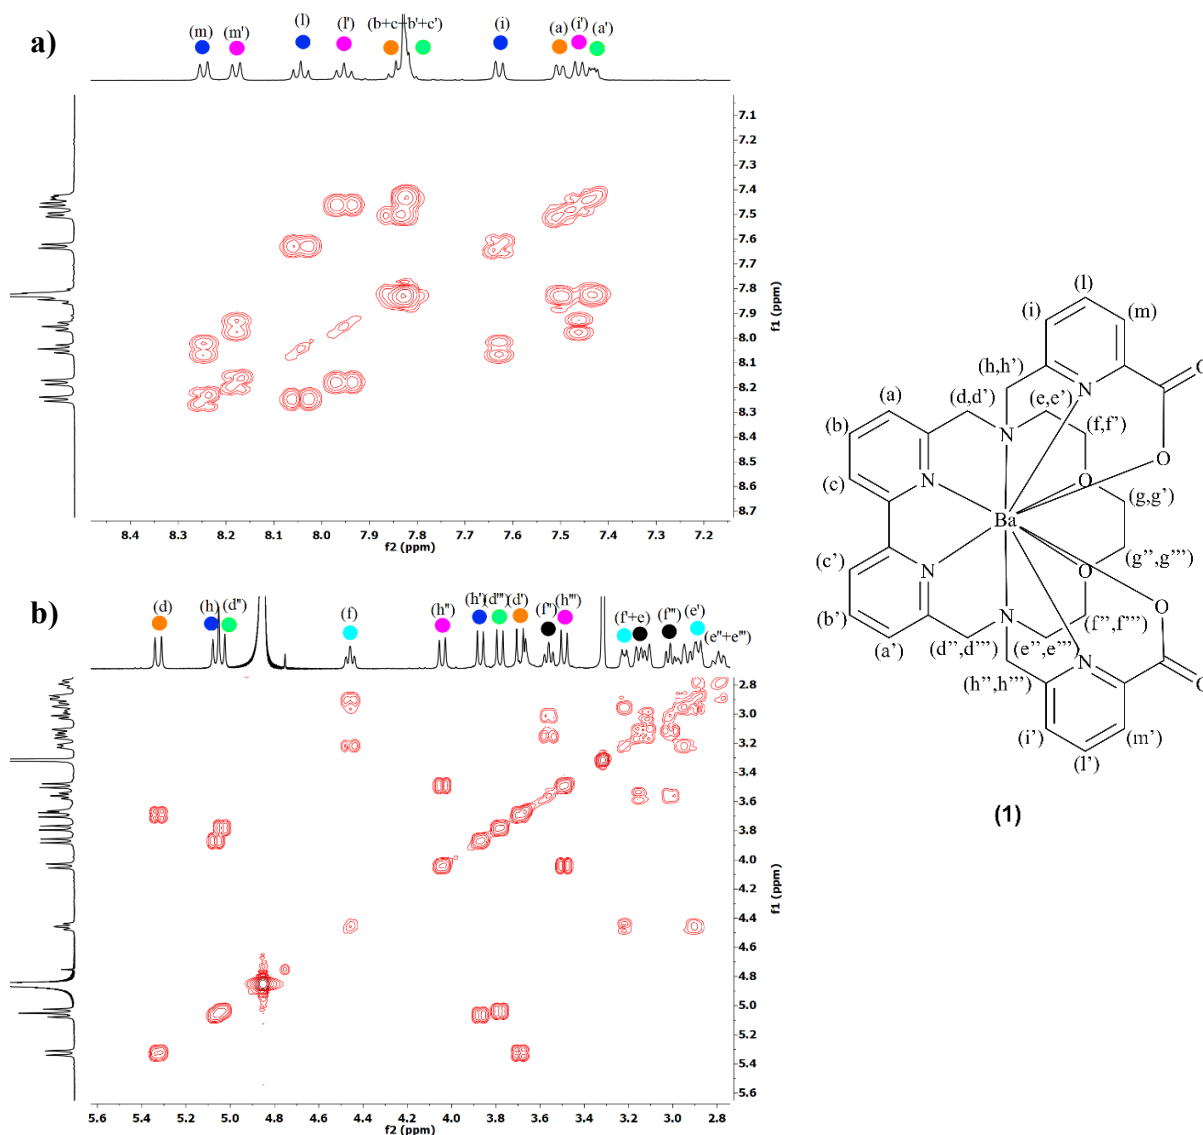 a)
(m) (m') (l) (l') (b+c+b'+c') (i) (a) (i') (a')
7.1
7.2
7.3
7.4
7.5
7.6
7.7
7.8
7.9
8.0
8.1
8.2
8.3
8.4
8.5
8.6
8.7
f1 (ppm)
8.4 8.3 8.2 8.1 8.0 7.9 7.8 7.7 7.6 7.5 7.4 7.3 7.2
f2 (ppm)
b)
(d) (h) (d'') (f) (h'') (h') (d''') (d') (f'') (h''') (f'+e) (f''') (e') (e''+e''')
2.8
3.0
3.2
3.4
3.6
3.8
4.0
4.2
4.4
4.6
4.8
5.0
5.2
5.4
5.6
f1 (ppm)
5.6 5.4 5.2 5.0 4.8 4.6 4.4 4.2 4.0 3.8 3.6 3.4 3.2 3.0 2.8
f2 (ppm)
(l)
(i) (m)
(h,h’) N O
(a) (d,d’) (e,e’)
(b) N (f,f’) O
(c) N O (g,g’)
Ba
(c’) N O (g’’,g’’’)
(b’) N (f’’,f’’’) O
(a’) (d’’,d’’’) (e’’,e’’’)
(h’’,h’’’) N O
(i’) (m’)
(l’)
(1)